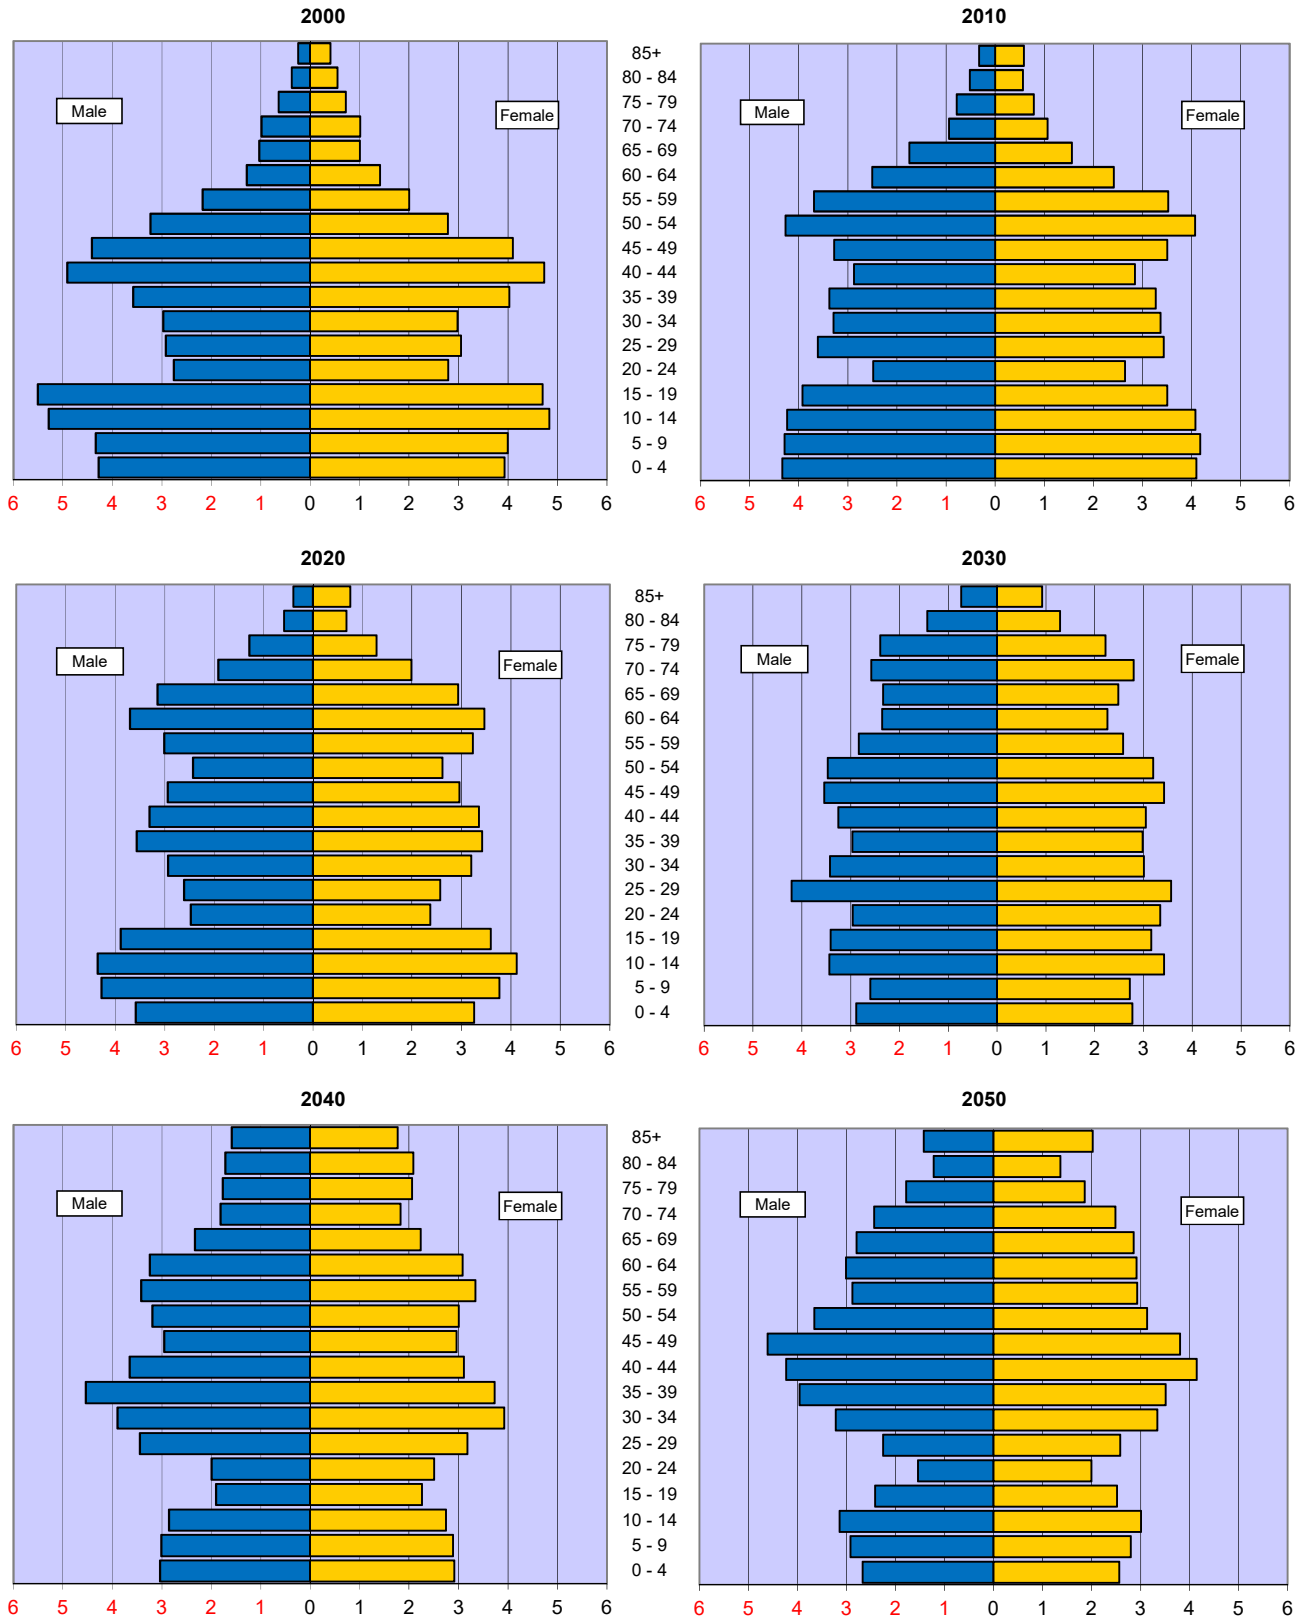 2000
2010
85+
80 - 84
75 - 79
70 - 74
65 - 69
60 - 64
55 - 59
50 - 54
45 - 49
40 - 44
35 - 39
30 - 34
25 - 29
20 - 24
15 - 19
10 - 14
5 - 9
0 - 4
Male
Female
Male
Female
6 5 4 3 2 1 0 1 2 3 4 5 6
6 5 4 3 2 1 0 1 2 3 4 5 6
2020
2030
85+
80 - 84
75 - 79
70 - 74
65 - 69
60 - 64
55 - 59
50 - 54
45 - 49
40 - 44
35 - 39
30 - 34
25 - 29
20 - 24
15 - 19
10 - 14
5 - 9
0 - 4
Male
Female
Male
Female
6 5 4 3 2 1 0 1 2 3 4 5 6
6 5 4 3 2 1 0 1 2 3 4 5 6
2040
2050
85+
80 - 84
75 - 79
70 - 74
65 - 69
60 - 64
55 - 59
50 - 54
45 - 49
40 - 44
35 - 39
30 - 34
25 - 29
20 - 24
15 - 19
10 - 14
5 - 9
0 - 4
Male
Female
Male
Female
6 5 4 3 2 1 0 1 2 3 4 5 6
6 5 4 3 2 1 0 1 2 3 4 5 6